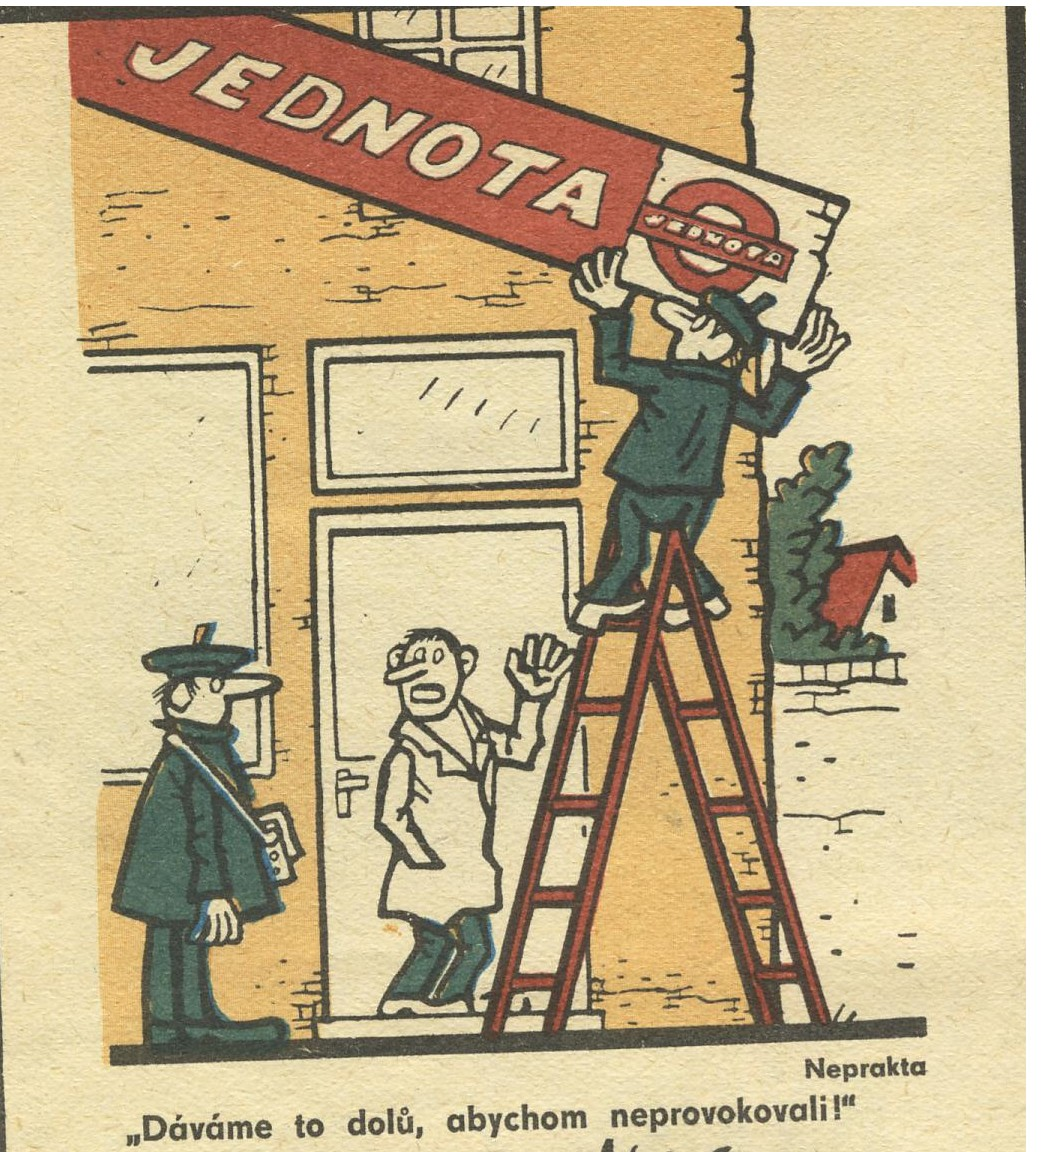 JEDNOTA
JEDNOTA
Neprakta
„Dáváme to dolů, abychom neprovokovali!“